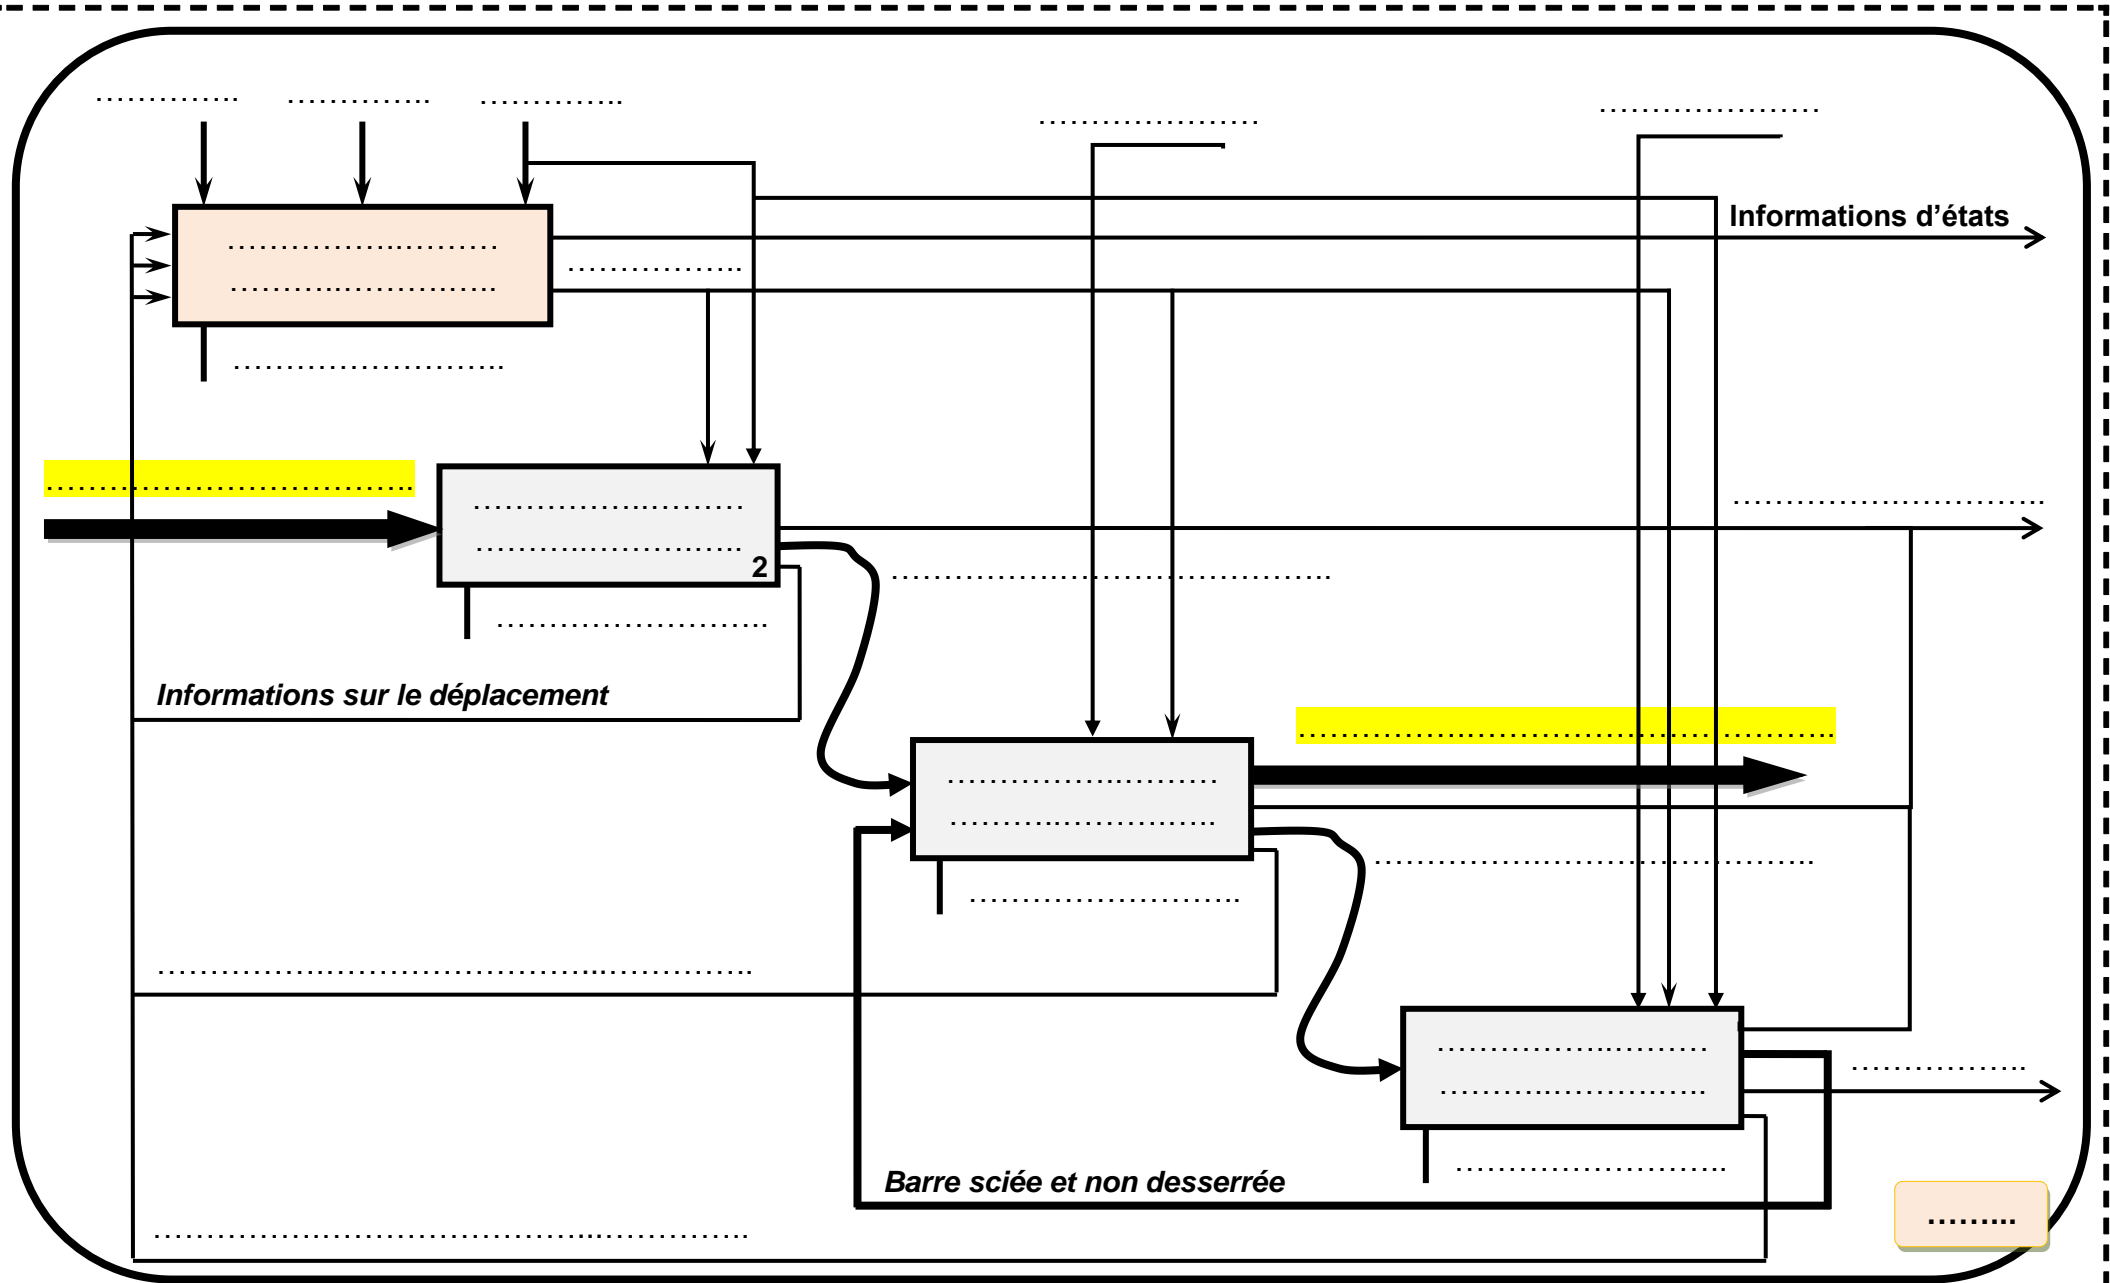 Informations d’états
2
Informations sur le déplacement
Barre sciée et non desserrée